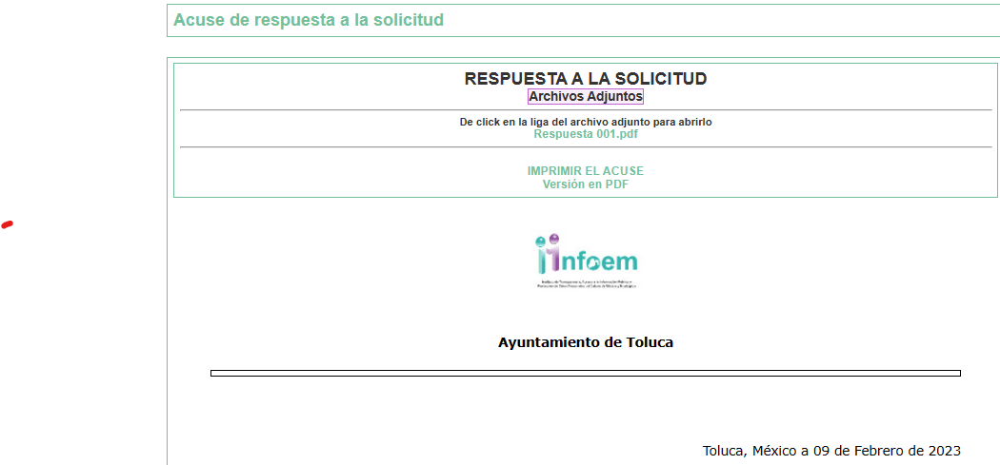 Acuse de respuesta a la solicitud
RESPUESTA A LA SOLICITUD
Archivos Adjuntos
De click en la liga del archivo adjunto para abrirlo
Respuesta 001.pdf
IMPRIMIR EL ACUSE
Versión en PDF
infoem
Ayuntamiento de Toluca
Toluca, México a 09 de Febrero de 2023